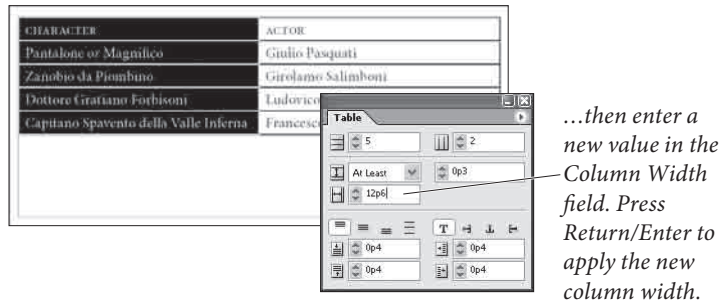 CHARACTER ACTOR
Pantalone or Magnifico Giulio Pasquati
Zanobio da Piombino Girolamo Salimboni
Dottore Gratiano Forbisoni Ludovico
Capitano Spavento della Valle Inferna Francesco
Table
5 2
At Least 0p3
12p6
T
0p4 0p4
0p4 0p4
…then enter a
new value in the
Column Width
field. Press
Return/Enter to
apply the new
column width.